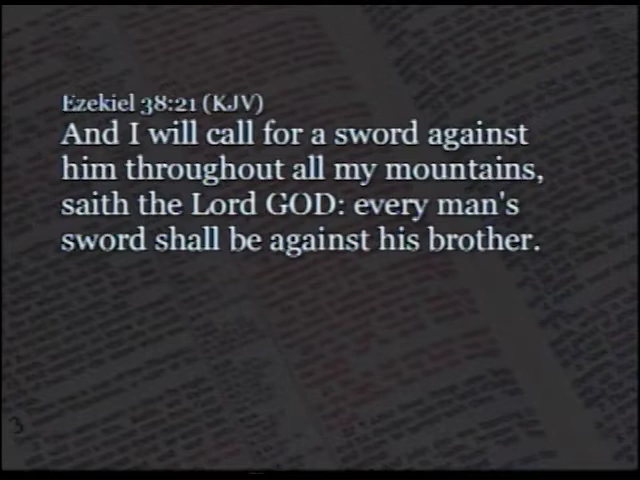 Ezekiel 38:21 (KJV)
And I will call for a sword against
him throughout all my mountains,
saith the Lord GOD: every man's
sword shall be against his brother.
3